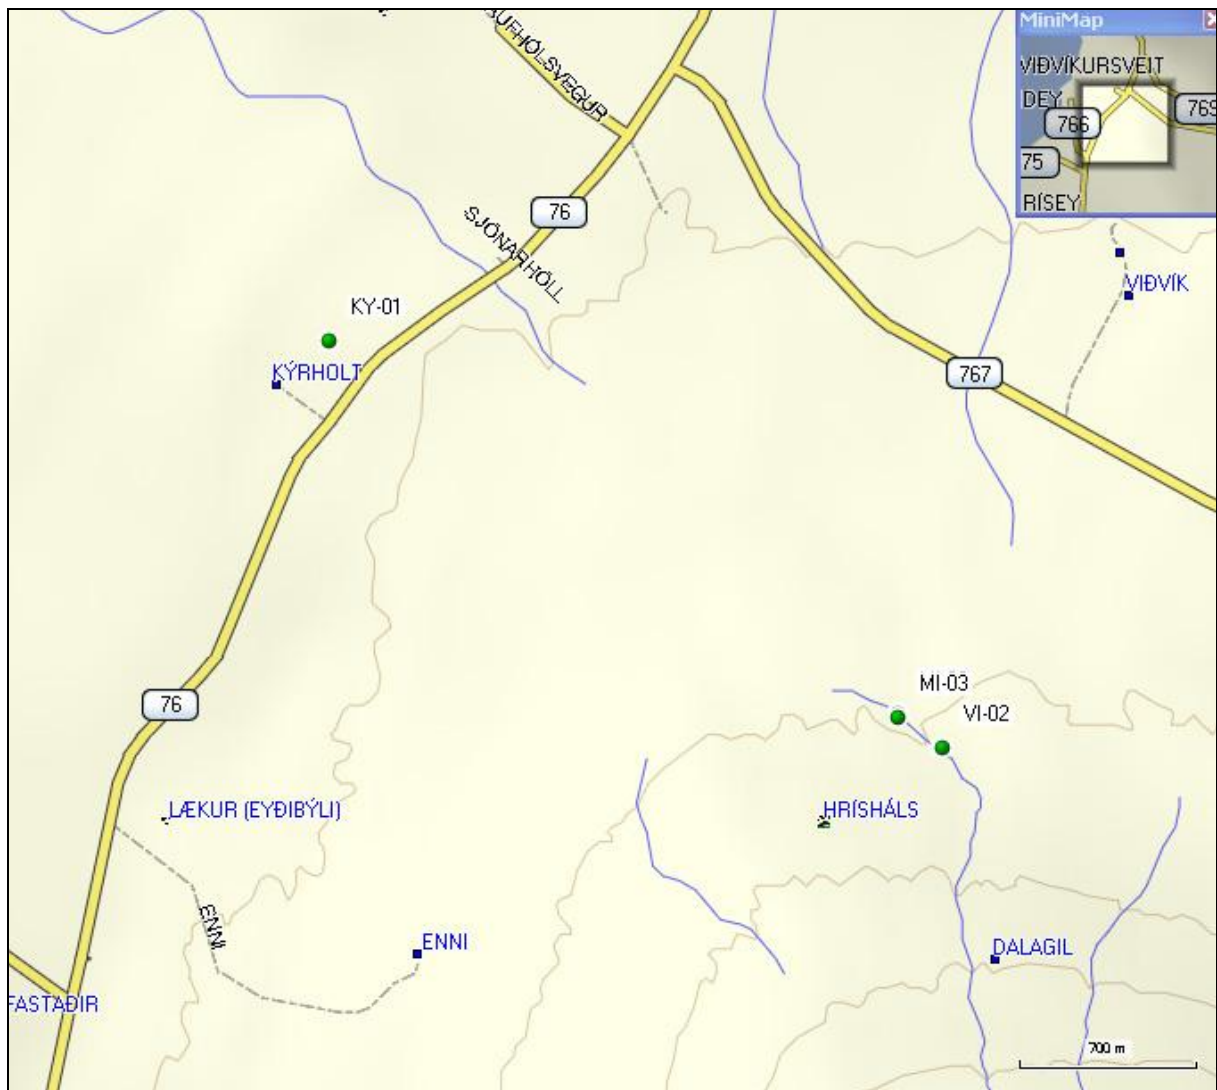 MiniMap
VIÐVÍKURSVEIT
DEY
766
769
75
RÍSEY
UFHÓLSVEGUR
76
SJÓNARHÓLL
VIÐVÍK
KY-01
KÝRHOLT
767
MI-03
VI-02
76
LÆKUR (EYÐIBÝLI)
HRÍSHÁLS
ENNI
ENNI
DALAGIL
FASTAÐIR
700 m